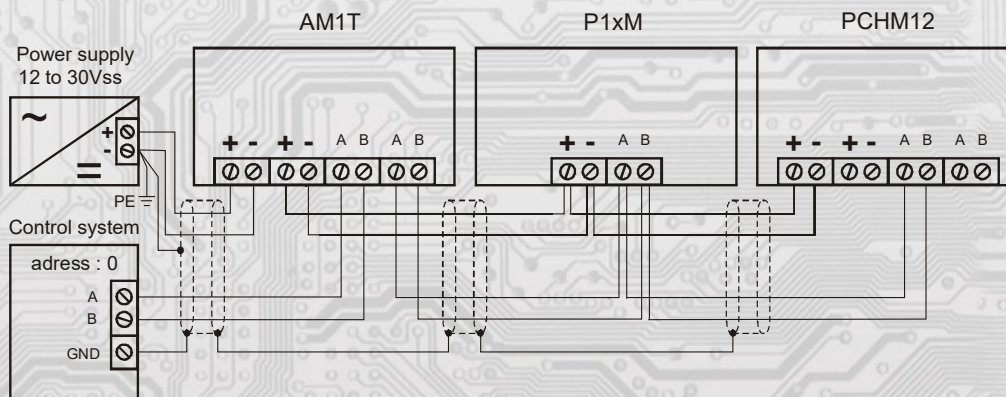 AM1T P1xM PCHM12
Power supply
12 to 30Vss
~
=
+
-
+ - + - A B A B
+ - A B
+ - + - A B A B
PE
Control system
adress : 0
A
B
GND